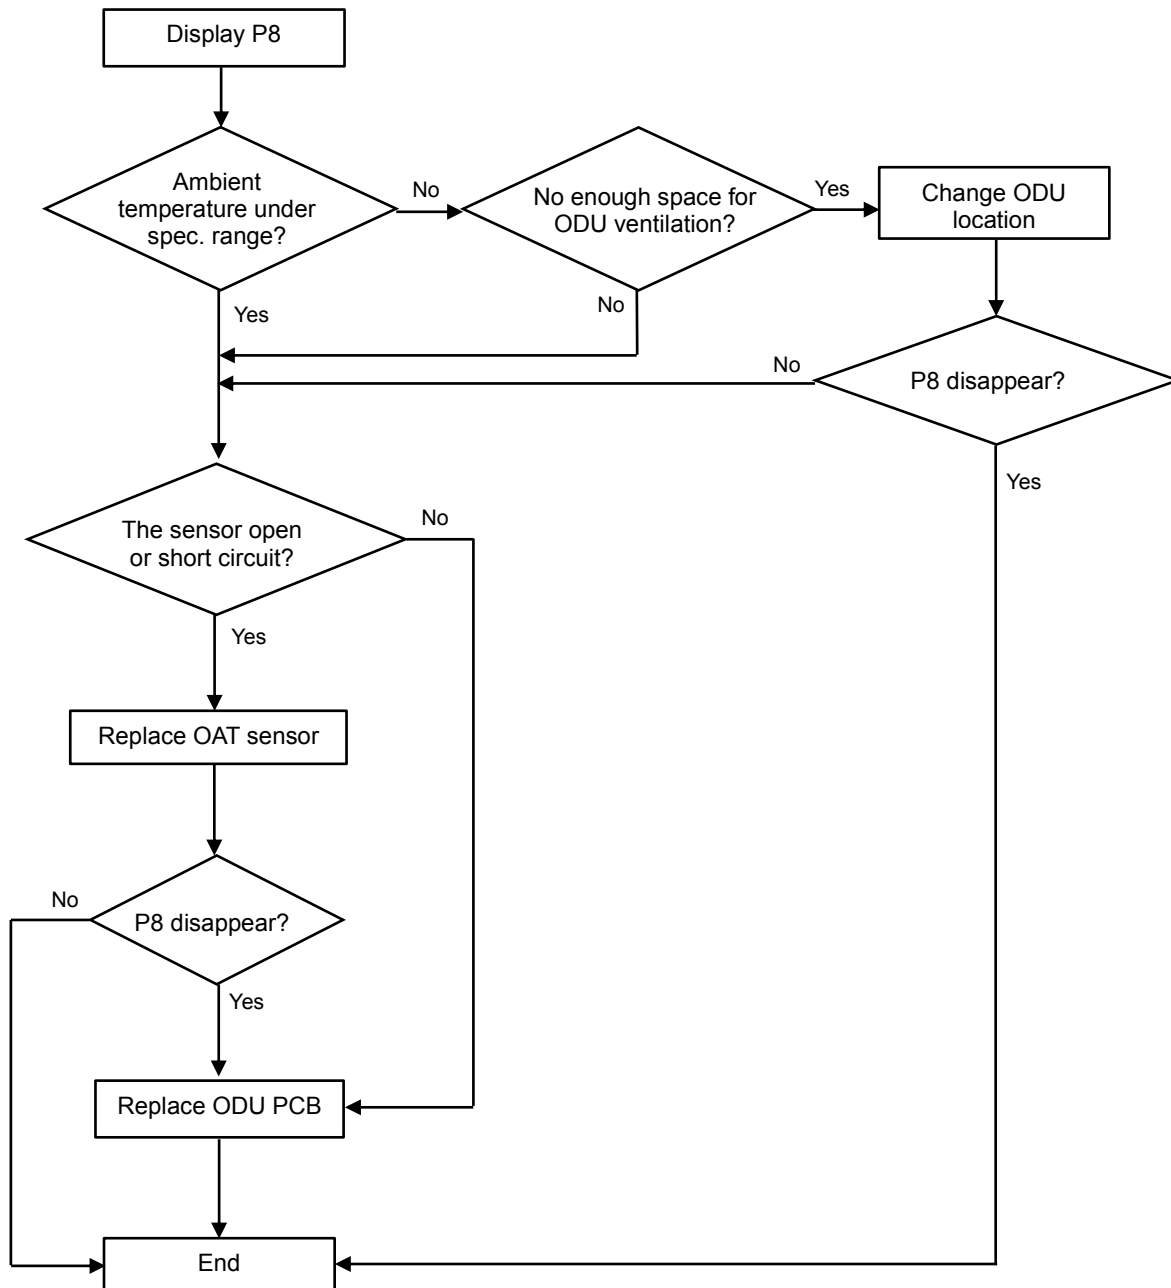 Display P8
Ambient
temperature under
spec. range?
No
No enough space for
ODU ventilation?
Yes
Change ODU
location
Yes
No
No
P8 disappear?
Yes
The sensor open
or short circuit?
No
Yes
Replace OAT sensor
No
P8 disappear?
Yes
Replace ODU PCB
End